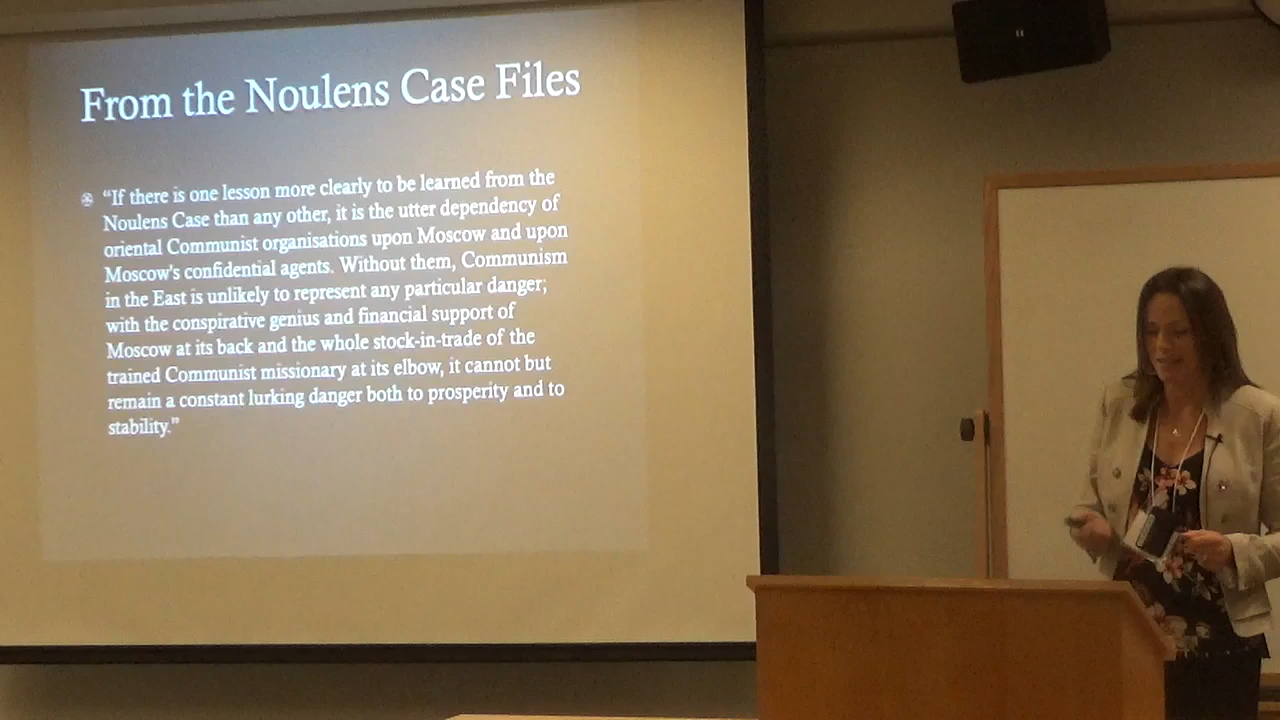 From the Noulens Case Files
“If there is one lesson more clearly to be learned from the
Noulens Case than any other, it is the utter dependency of
oriental Communist organisations upon Moscow and upon
Moscow's confidential agents. Without them, Communism
in the East is unlikely to represent any particular danger;
with the conspirative genius and financial support of
Moscow at its back and the whole stock-in-trade of the
trained Communist missionary at its elbow, it cannot but
remain a constant lurking danger both to prosperity and to
stability.”